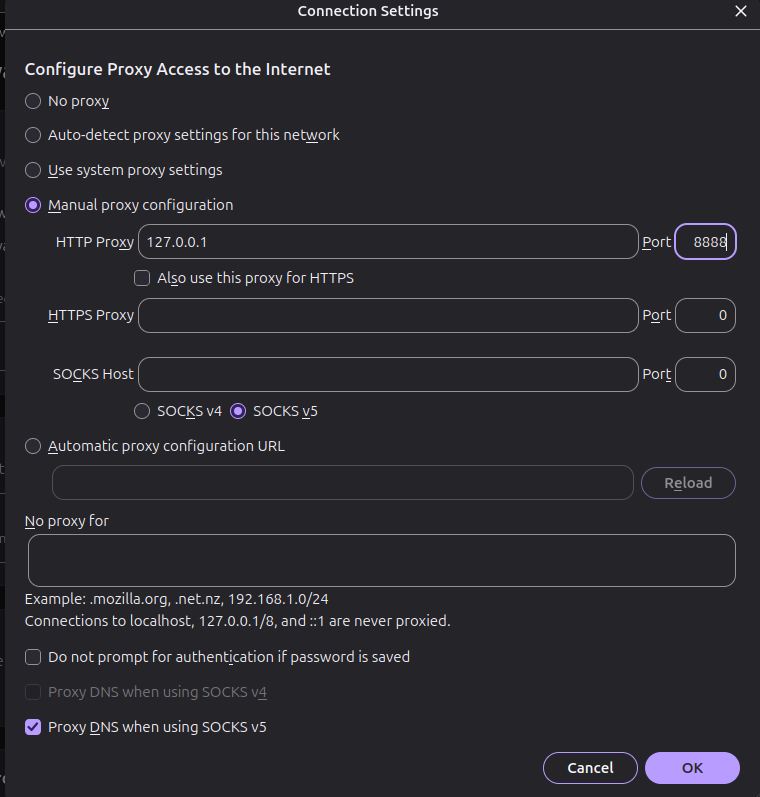 Connection Settings
Configure Proxy Access to the Internet
No proxy
Auto-detect proxy settings for this network
Use system proxy settings
Manual proxy configuration
HTTP Proxy 127.0.0.1 Port 8888
Also use this proxy for HTTPS
HTTPS Proxy Port 0
SOCKS Host Port 0
SOCKS v4 SOCKS v5
Automatic proxy configuration URL
Reload
No proxy for
Example: .mozilla.org, .net.nz, 192.168.1.0/24
Connections to localhost, 127.0.0.1/8, and ::1 are never proxied.
Do not prompt for authentication if password is saved
Proxy DNS when using SOCKS v4
Proxy DNS when using SOCKS v5
Cancel OK